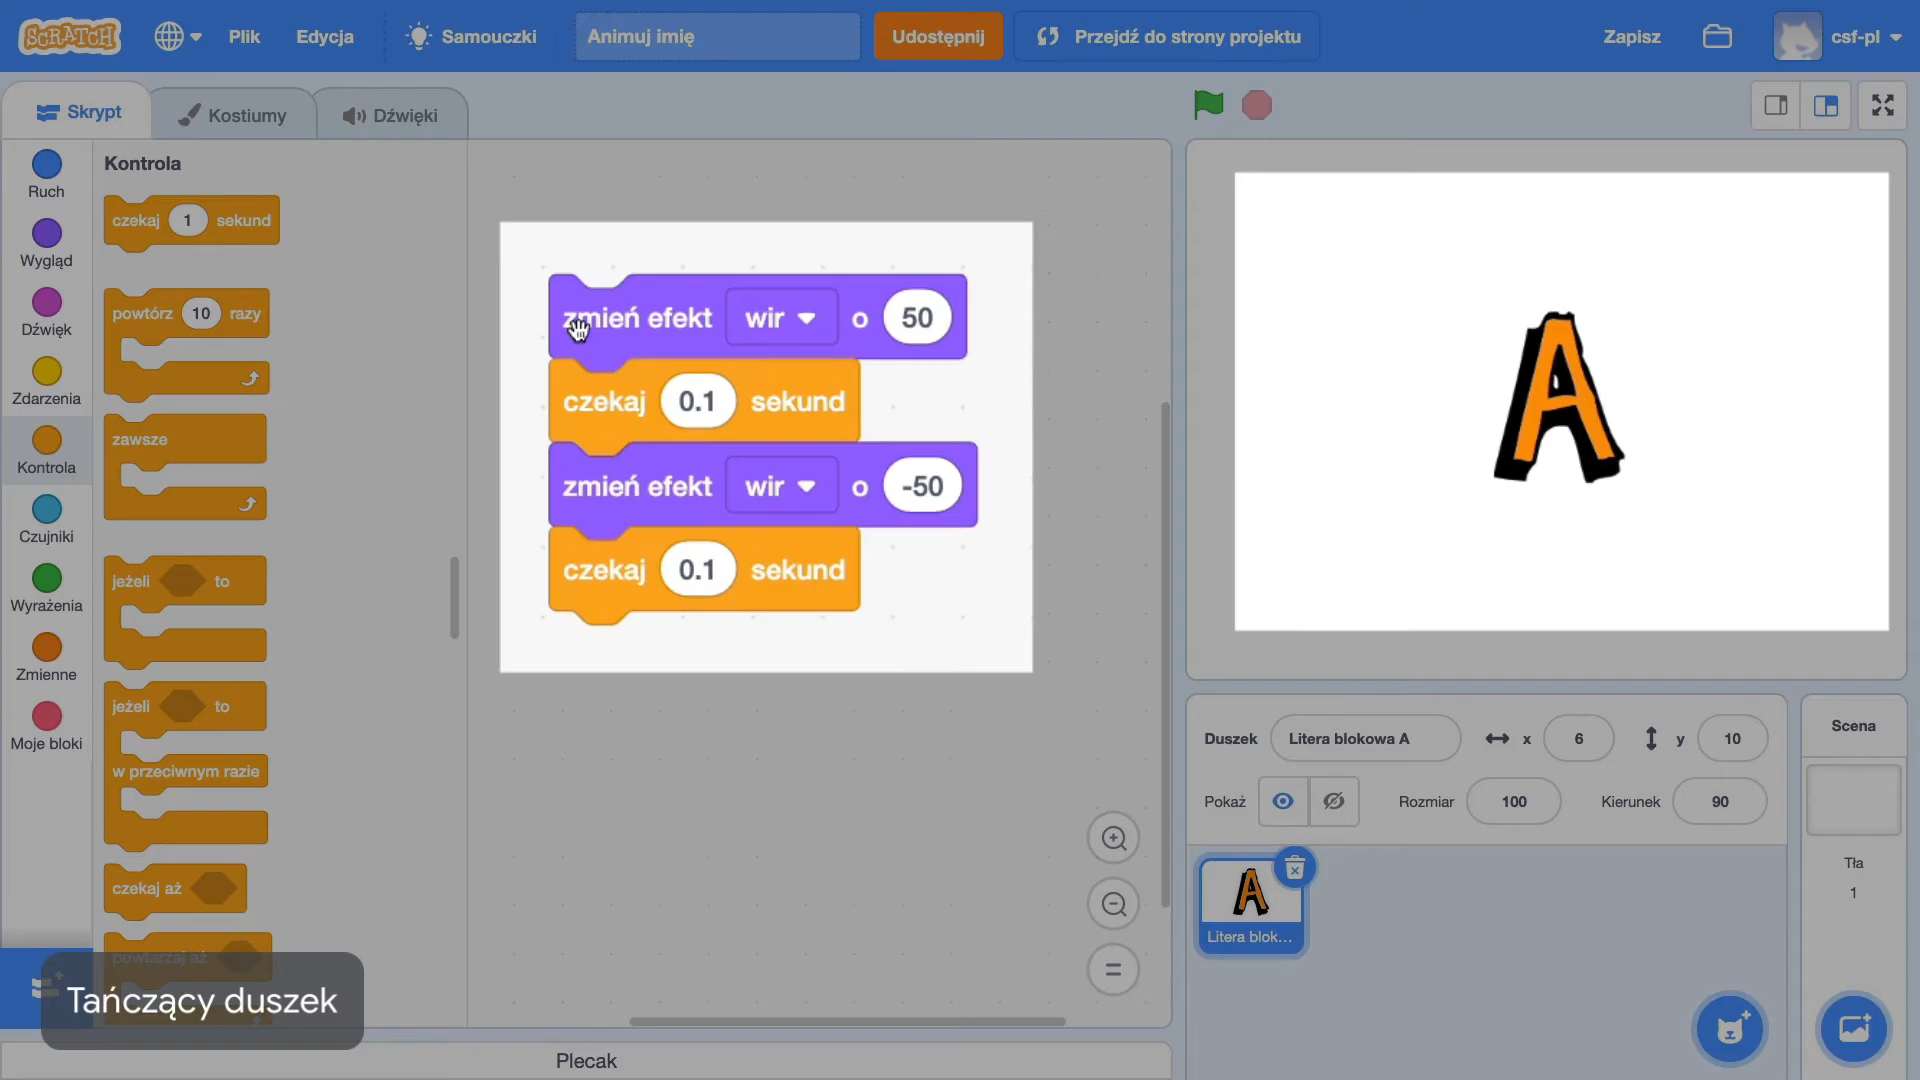 SCRATCH
Plik
Edycja
Samouczki
Animuj imię
Udostępnij
Przejdź do strony projektu
Zapisz
csf-pl
Skrypt
Kostiumy
Dźwięki
Ruch
Wygląd
Dźwięk
Zdarzenia
Kontrola
Czujniki
Wyrażenia
Zmienne
Moje bloki
Kontrola
czekaj 1 sekund
powtórz 10 razy
zawsze
jeżeli to
jeżeli to
w przeciwnym razie
czekaj aż
powtarzaj aż
zmień efekt wir o 50
czekaj 0.1 sekund
zmień efekt wir o -50
czekaj 0.1 sekund
Tańczący duszek
Plecak
A
Duszek Litera blokowa A x 6 y 10
Pokaż Rozmiar 100 Kierunek 90
A
Litera blok...
Scena
Tła
1